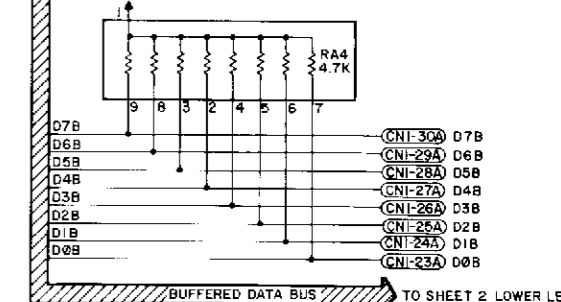 1
RA4
4.7K
9 8 3 2 4 5 6 7
D7B CN1-30A D7B
D6B CN1-29A D6B
D5B CN1-28A D5B
D4B CN1-27A D4B
D3B CN1-26A D3B
D2B CN1-25A D2B
D1B CN1-24A D1B
DØB CN1-23A DØB
BUFFERED DATA BUS TO SHEET 2 LOWER LE